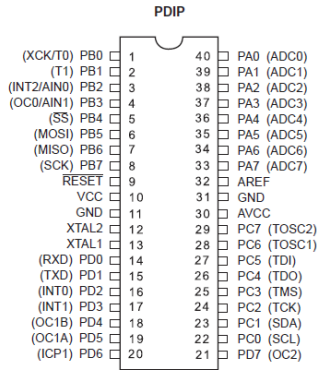 PDIP
(XCK/T0) PB0 1 40 PA0 (ADC0)
(T1) PB1 2 39 PA1 (ADC1)
(INT2/AIN0) PB2 3 38 PA2 (ADC2)
(OC0/AIN1) PB3 4 37 PA3 (ADC3)
(SS) PB4 5 36 PA4 (ADC4)
(MOSI) PB5 6 35 PA5 (ADC5)
(MISO) PB6 7 34 PA6 (ADC6)
(SCK) PB7 8 33 PA7 (ADC7)
RESET 9 32 AREF
VCC 10 31 GND
GND 11 30 AVCC
XTAL2 12 29 PC7 (TOSC2)
XTAL1 13 28 PC6 (TOSC1)
(RXD) PD0 14 27 PC5 (TDI)
(TXD) PD1 15 26 PC4 (TDO)
(INT0) PD2 16 25 PC3 (TMS)
(INT1) PD3 17 24 PC2 (TCK)
(OC1B) PD4 18 23 PC1 (SDA)
(OC1A) PD5 19 22 PC0 (SCL)
(ICP1) PD6 20 21 PD7 (OC2)